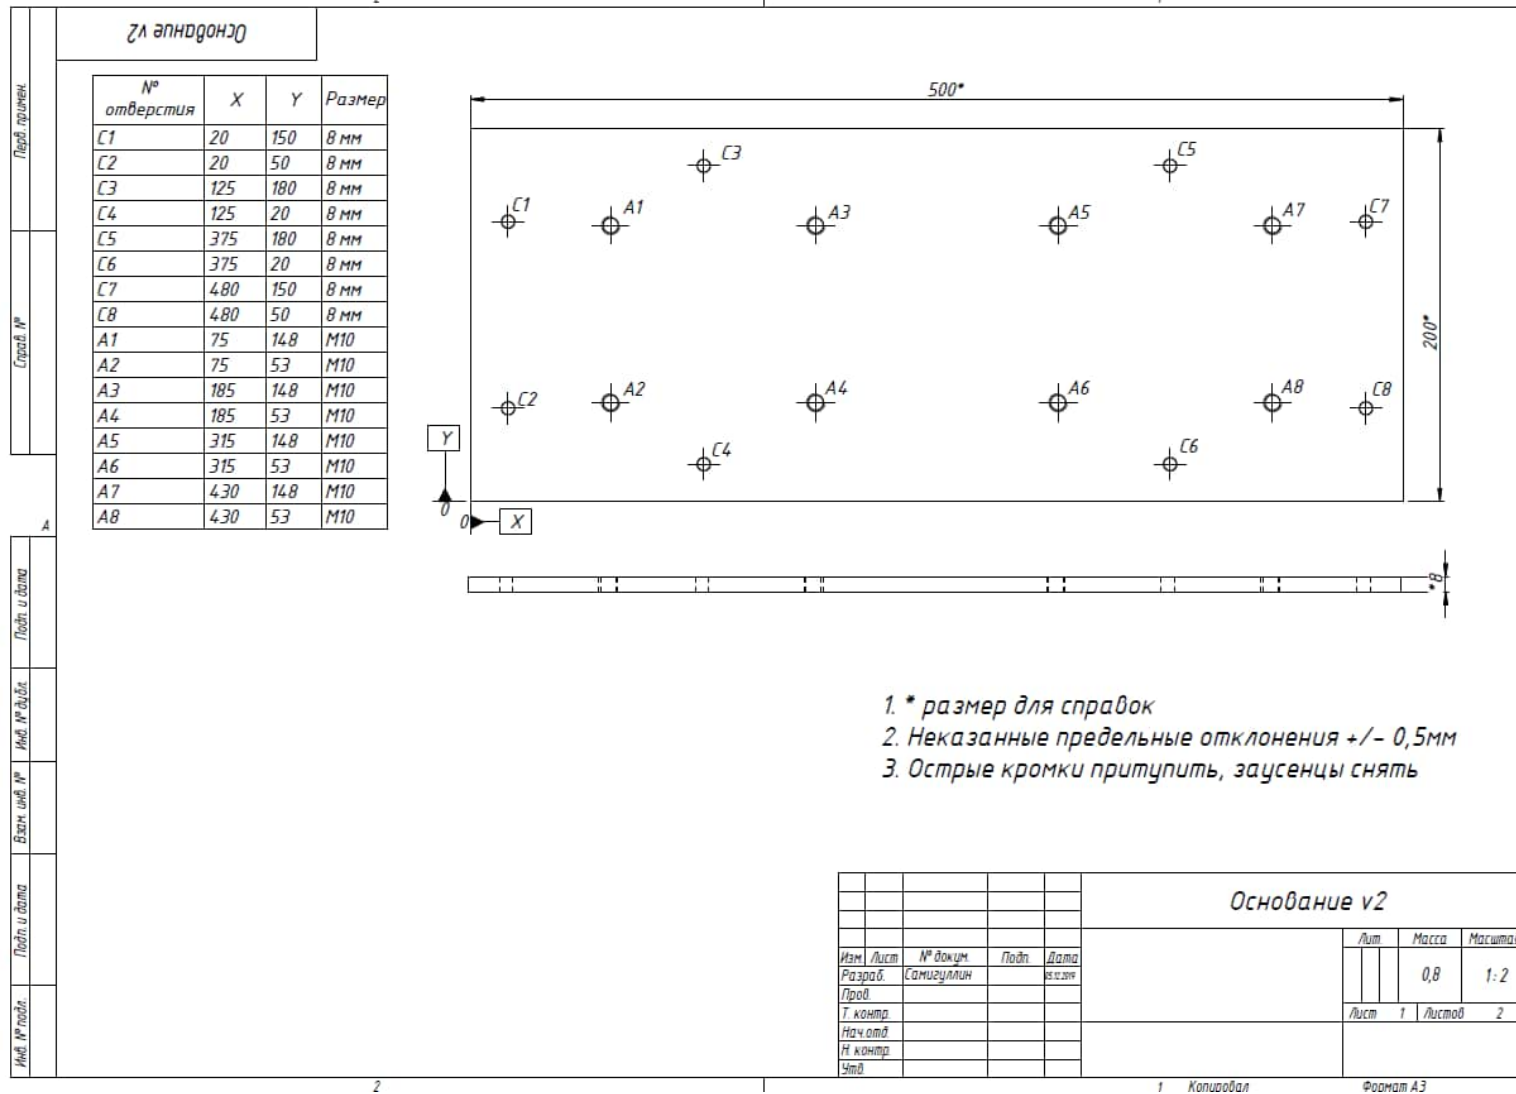 2
1
Основание v2
№ отверстия X Y Размер
C1 20 150 8 мм
C2 20 50 8 мм
C3 125 180 8 мм
C4 125 20 8 мм
C5 375 180 8 мм
C6 375 20 8 мм
C7 480 150 8 мм
C8 480 50 8 мм
A1 75 148 M10
A2 75 53 M10
A3 185 148 M10
A4 185 53 M10
A5 315 148 M10
A6 315 53 M10
A7 430 148 M10
A8 430 53 M10
500*
C3 C5
C1 A1 A3 A5 A7 C7
200*
C2 A2 A4 A6 A8 C8
C4 C6
Y
0
0 X
*8
1. * размер для справок
2. Неказанные предельные отклонения +/- 0,5мм
3. Острые кромки притупить, заусенцы снять
Перв. примен.
Справ. №
A
Подп. и дата
Инв. № дубл.
Взам. инв. №
Подп. и дата
Инв. № подл.
Основание v2
Лит. Масса
0,8 1:2
Лист 1 Листов 2
Изм. Лист № докум. Подп. Дата
Разраб. Самигуллин
Пров.
Т. контр.
Нач.отд.
Н. контр.
Утв.
2
1 Копировал Формат A3